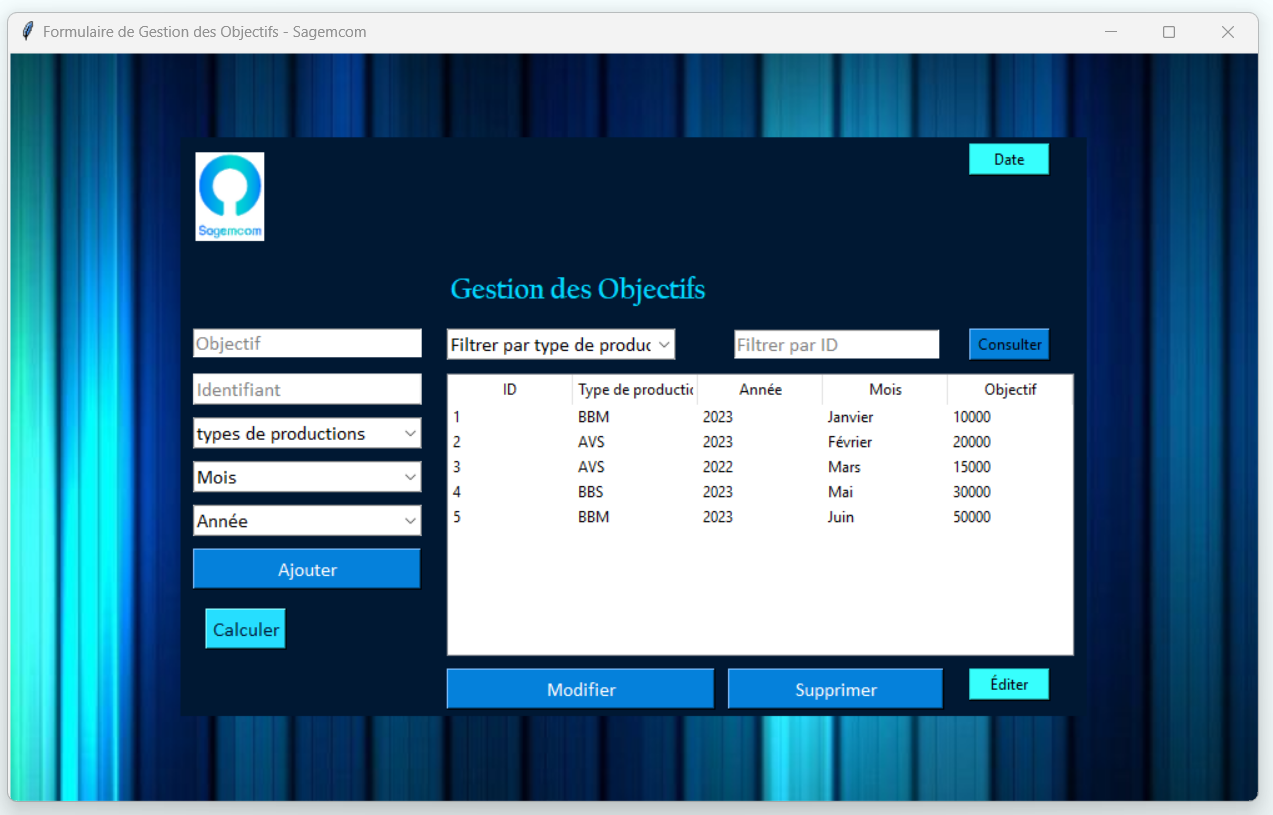 Formulaire de Gestion des Objectifs - Sagemcom
Date
Sagemcom
Gestion des Objectifs
Objectif
Filtrer par type de produc
Filtrer par ID
Consulter
Identifiant
types de productions
Mois
Année
Ajouter
Calculer
ID Type de productio Année Mois Objectif
1 BBM 2023 Janvier 10000
2 AVS 2023 Février 20000
3 AVS 2022 Mars 15000
4 BBS 2023 Mai 30000
5 BBM 2023 Juin 50000
Modifier
Supprimer
Éditer